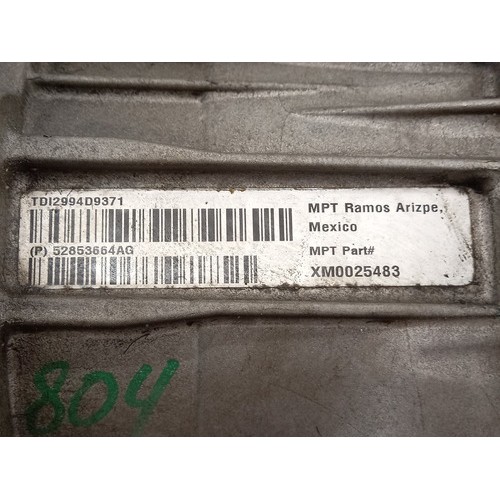 TDI2994D9371
(P) 52853664AG
MPT Ramos Arizpe,
Mexico
MPT Part#
XM0025483
804